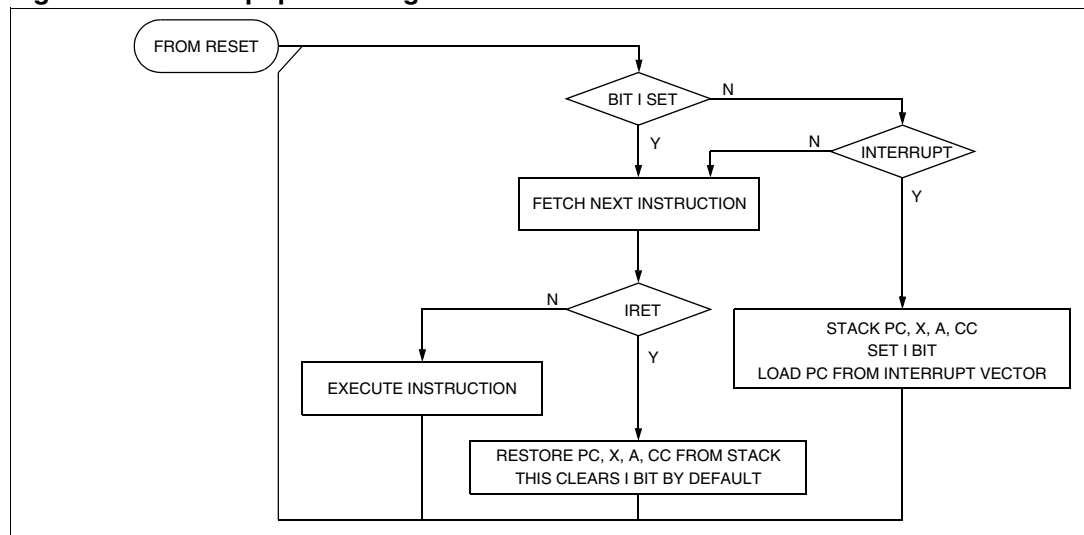 FROM RESET
BIT I SET
N
Y
N
INTERRUPT
Y
FETCH NEXT INSTRUCTION
N
IRET
Y
STACK PC, X, A, CC
SET I BIT
LOAD PC FROM INTERRUPT VECTOR
EXECUTE INSTRUCTION
RESTORE PC, X, A, CC FROM STACK
THIS CLEARS I BIT BY DEFAULT